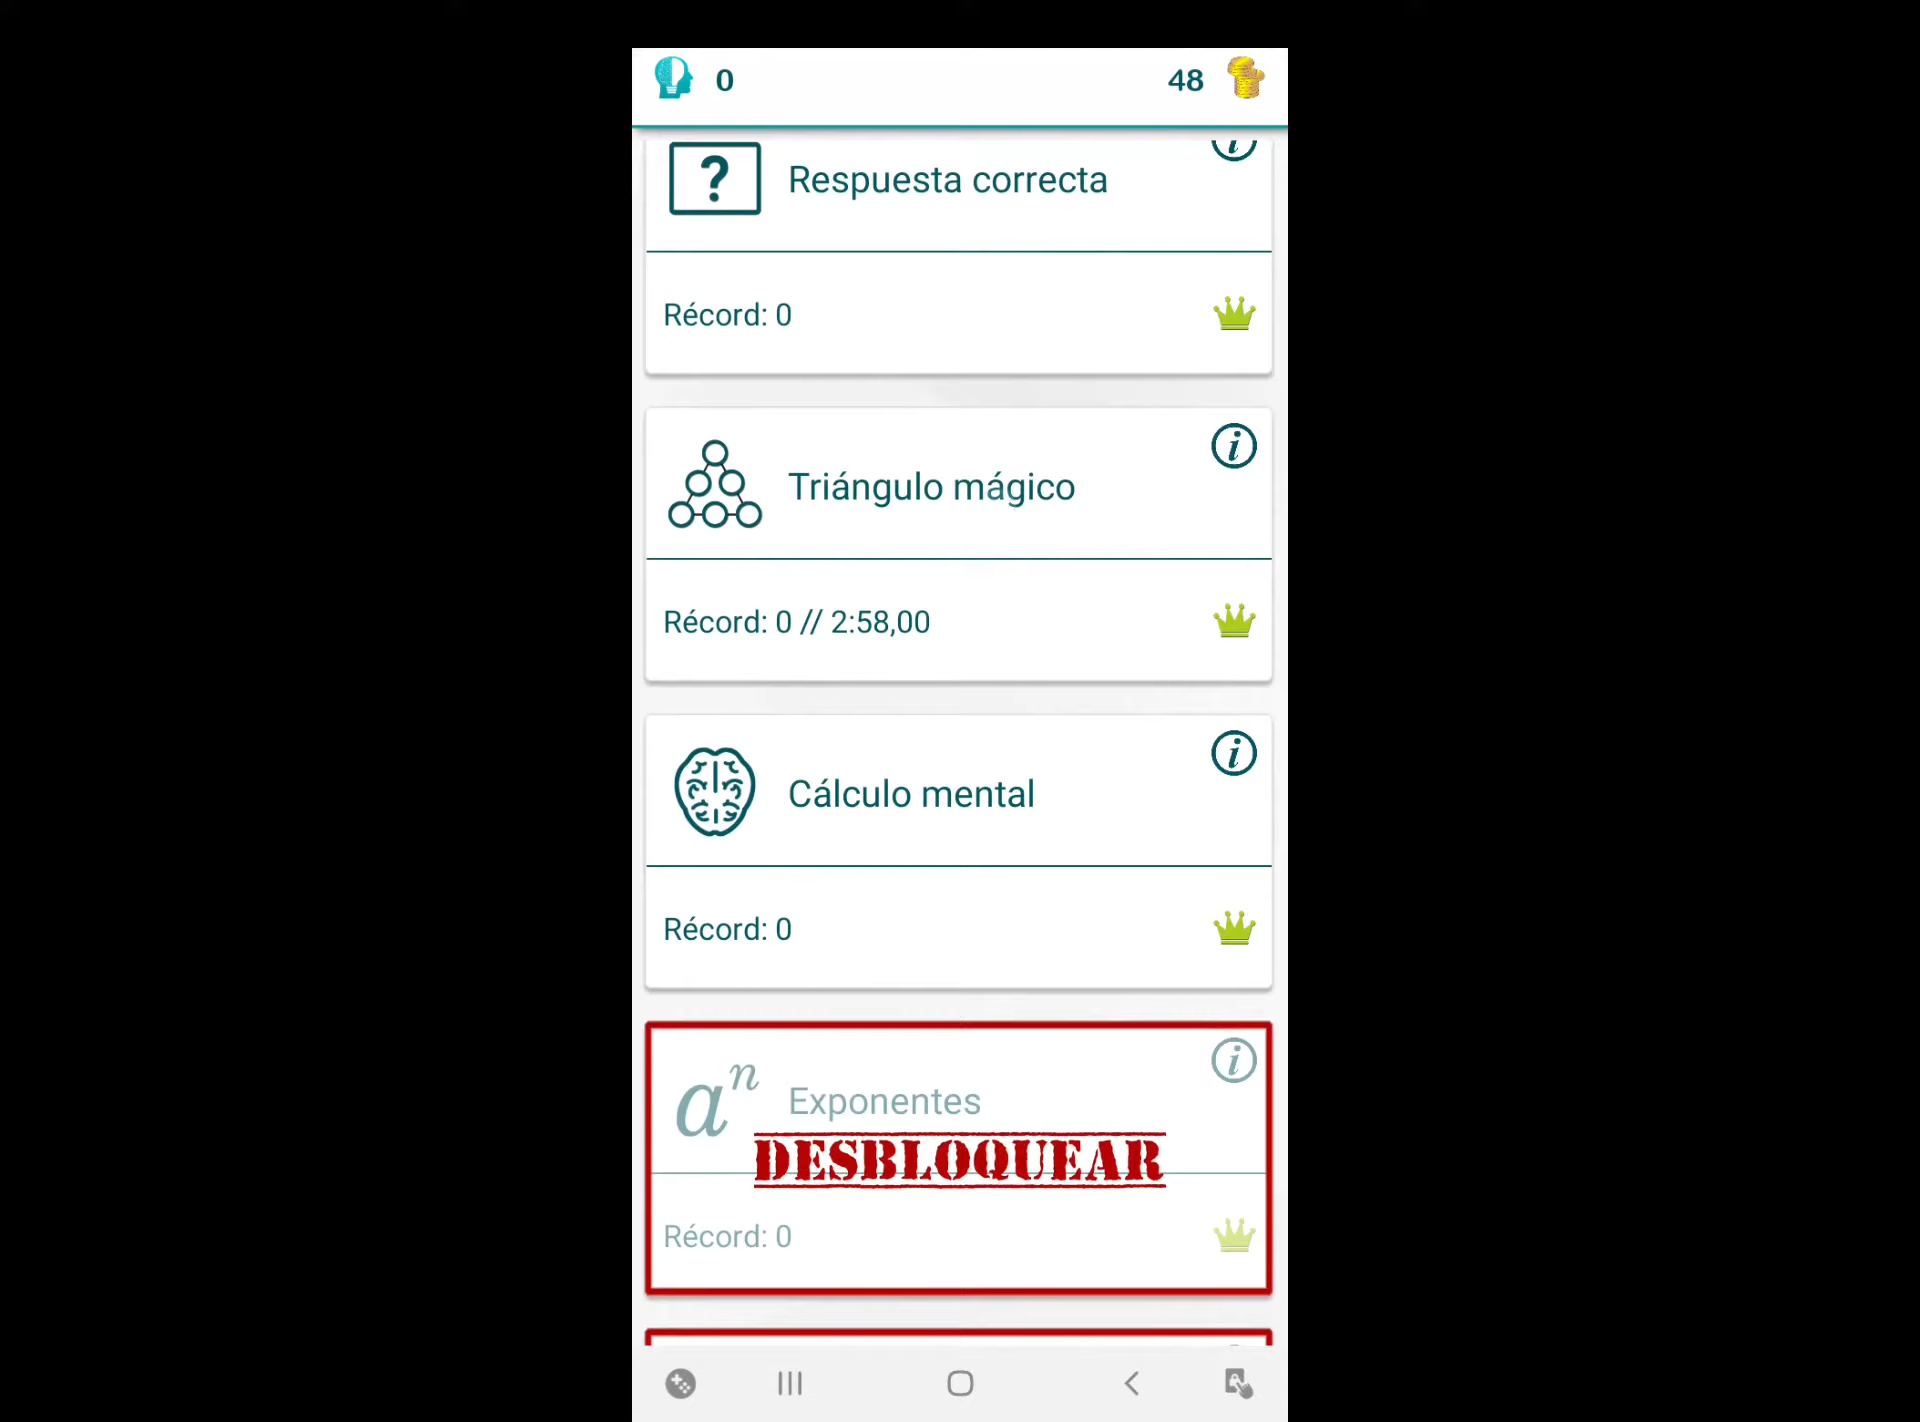 0
48
?
Respuesta correcta
i
Récord: 0
Triángulo mágico
i
Récord: 0 // 2:58,00
Cálculo mental
i
Récord: 0
aⁿ
Exponentes
i
DESBLOQUEAR
Récord: 0